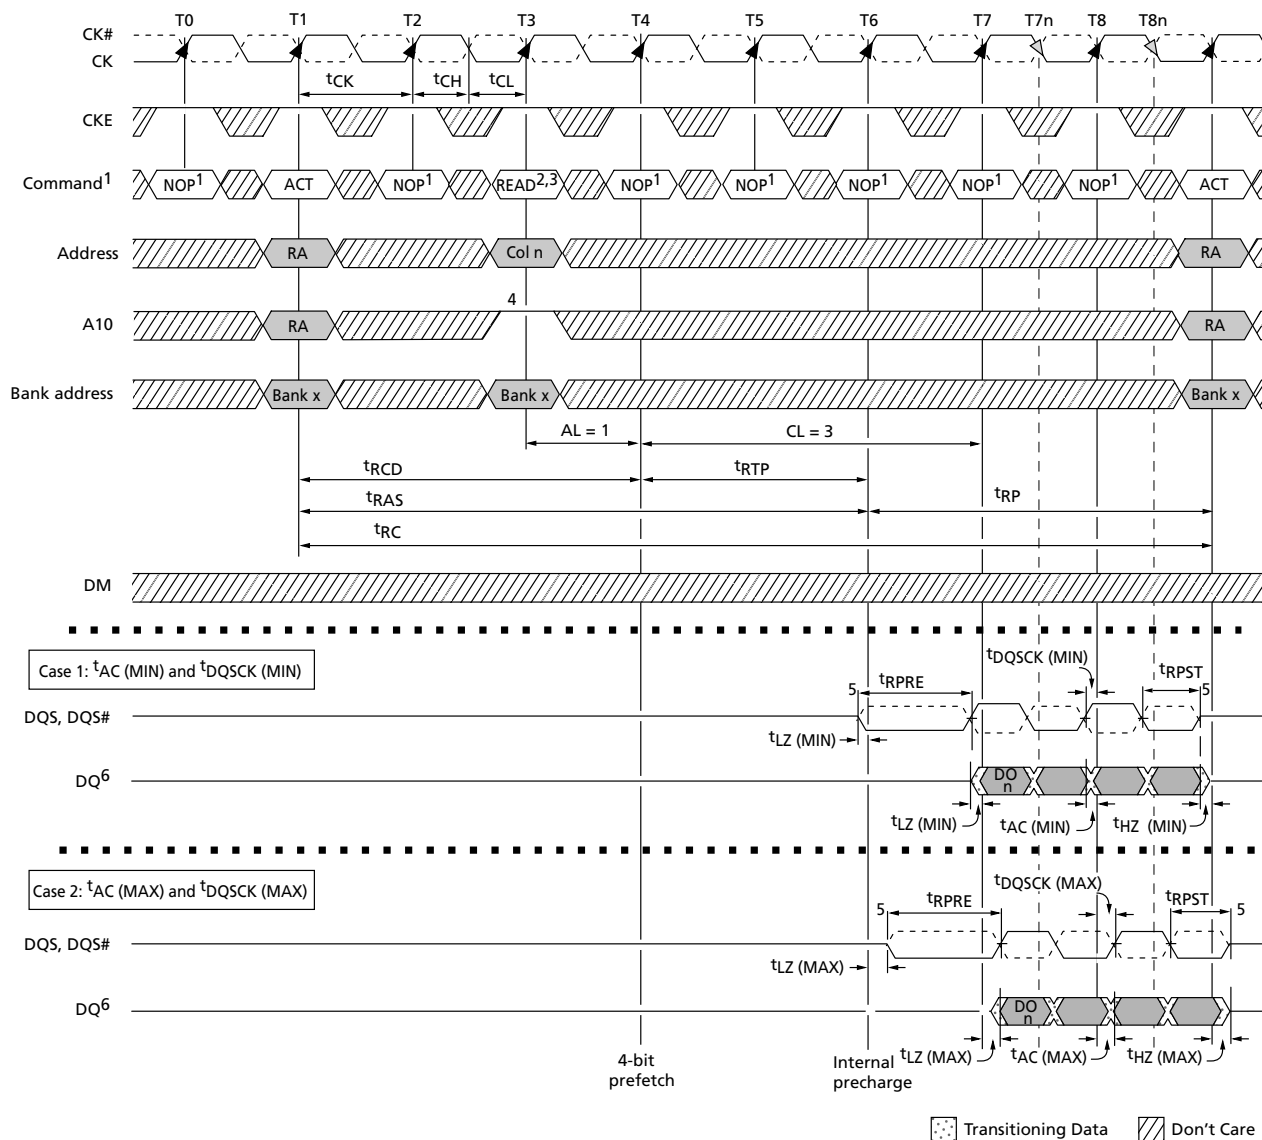 T0 T1 T2 T3 T4 T5 T6 T7 T7n T8 T8n
CK#
CK
tCK tCH tCL
CKE
Command1 NOP1 ACT NOP1 READ2,3 NOP1 NOP1 NOP1 NOP1 NOP1 ACT
Address RA Col n RA
4
A10 RA RA
Bank address Bank x Bank x Bank x
AL = 1 CL = 3
tRCD tRTP
tRAS tRP
tRC
DM
Case 1: tAC (MIN) and tDQSCK (MIN)
tDQSCK (MIN)
5 tRPRE tRPST 5
DQS, DQS#
tLZ (MIN)
DQ6 DO n
tLZ (MIN) tAC (MIN) tHZ (MIN)
Case 2: tAC (MAX) and tDQSCK (MAX)
tDQSCK (MAX)
5 tRPRE tRPST 5
DQS, DQS#
tLZ (MAX)
DQ6 DO n
tLZ (MAX) tAC (MAX) tHZ (MAX)
4-bit
prefetch
Internal
precharge
Transitioning Data Don't Care